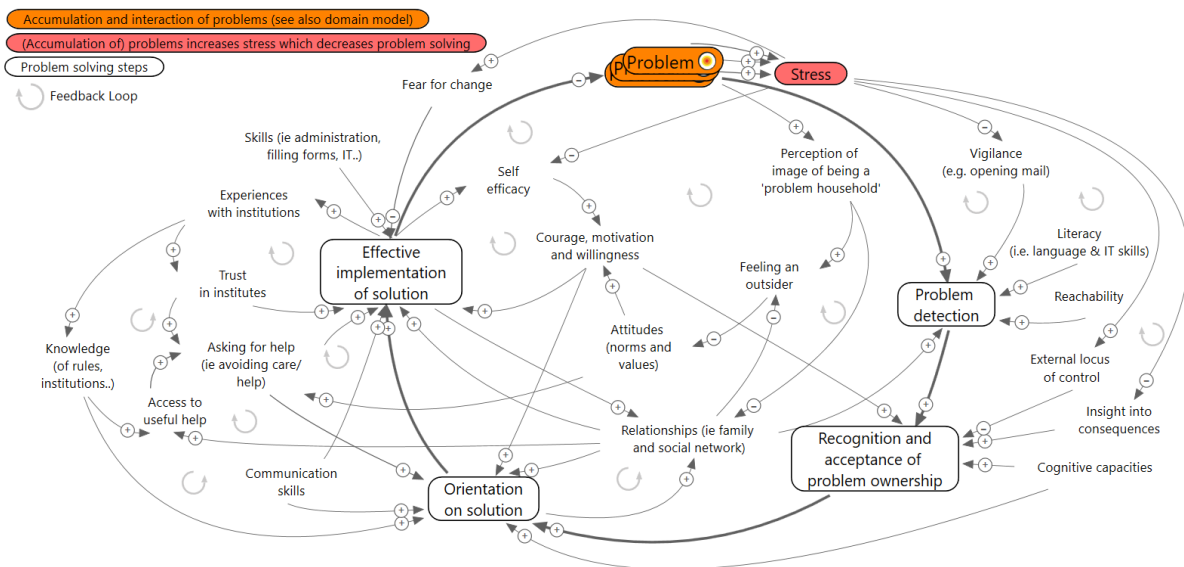 Accumulation and interaction of problems (see also domain model)
(Accumulation of) problems increases stress which decreases problem solving
Problem solving steps
Feedback Loop
Problem
Stress
Fear for change
Skills (ie administration,
filling forms, IT..)
Self
efficacy
Perception of
image of being a
'problem household'
Vigilance
(e.g. opening mail)
Experiences
with institutions
Effective
implementation
of solution
Courage, motivation
and willingness
Literacy
(i.e. language & IT skills)
Trust
in institutes
Feeling an
outsider
Problem
detection
Reachability
Knowledge
(of rules,
institutions..)
Asking for help
(ie avoiding care/
help)
Attitudes
(norms and
values)
External locus
of control
Access to
useful help
Relationships (ie family
and social network)
Recognition and
acceptance of
problem ownership
Insight into
consequences
Communication
skills
Orientation
on solution
Cognitive capacities